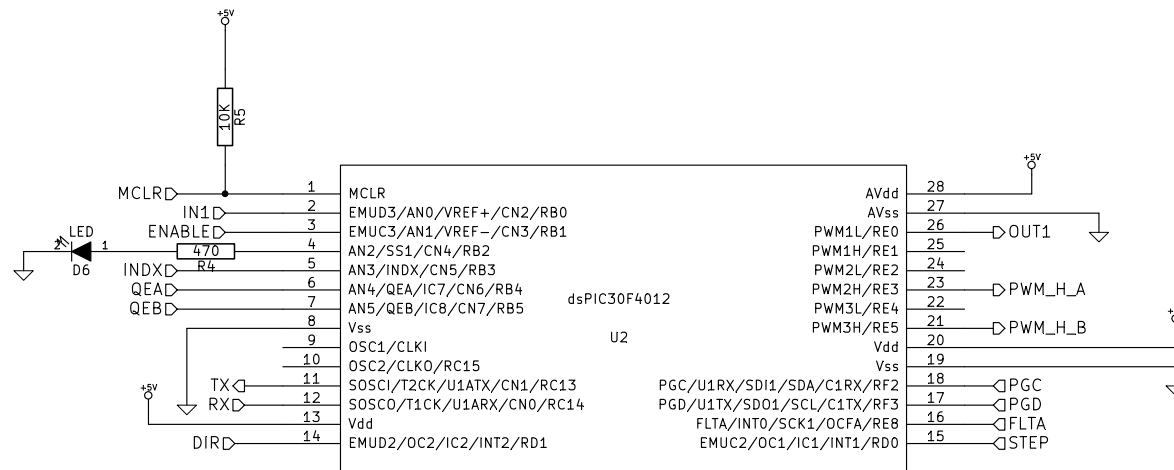 +5V
10K
R5
+5V
MCLR 1 MCLR AVdd 28
IN1 2 EMUD3/AN0/VREF+/CN2/RB0 AVss 27
ENABLE 3 EMUC3/AN1/VREF-/CN3/RB1 PWM1L/RE0 26 OUT1
LED
2 1 470 4 AN2/SS1/CN4/RB2 PWM1H/RE1 25
D6 R4
INDX 5 AN3/INDX/CN5/RB3 PWM2L/RE2 24
QEA 6 AN4/QEA/IC7/CN6/RB4 PWM2H/RE3 23 PWM_H_A
dsPIC30F4012
QEB 7 AN5/QEB/IC8/CN7/RB5 PWM3L/RE4 22
8 Vss PWM3H/RE5 21 PWM_H_B
U2
9 OSC1/CLKI Vdd 20
10 OSC2/CLKO/RC15 Vss 19
11 SOSCI/T2CK/U1ATX/CN1/RC13 PGC/U1RX/SDI1/SDA/C1RX/RF2 18 PGC
TX
RX 12 SOSCO/T1CK/U1ARX/CN0/RC14 PGD/U1TX/SDO1/SCL/C1TX/RF3 17 PGD
+5V
13 Vdd FLTA/INT0/SCK1/OCFA/RE8 16 FLTA
DIR 14 EMUD2/OC2/IC2/INT2/RD1 EMUC2/OC1/IC1/INT1/RD0 15 STEP